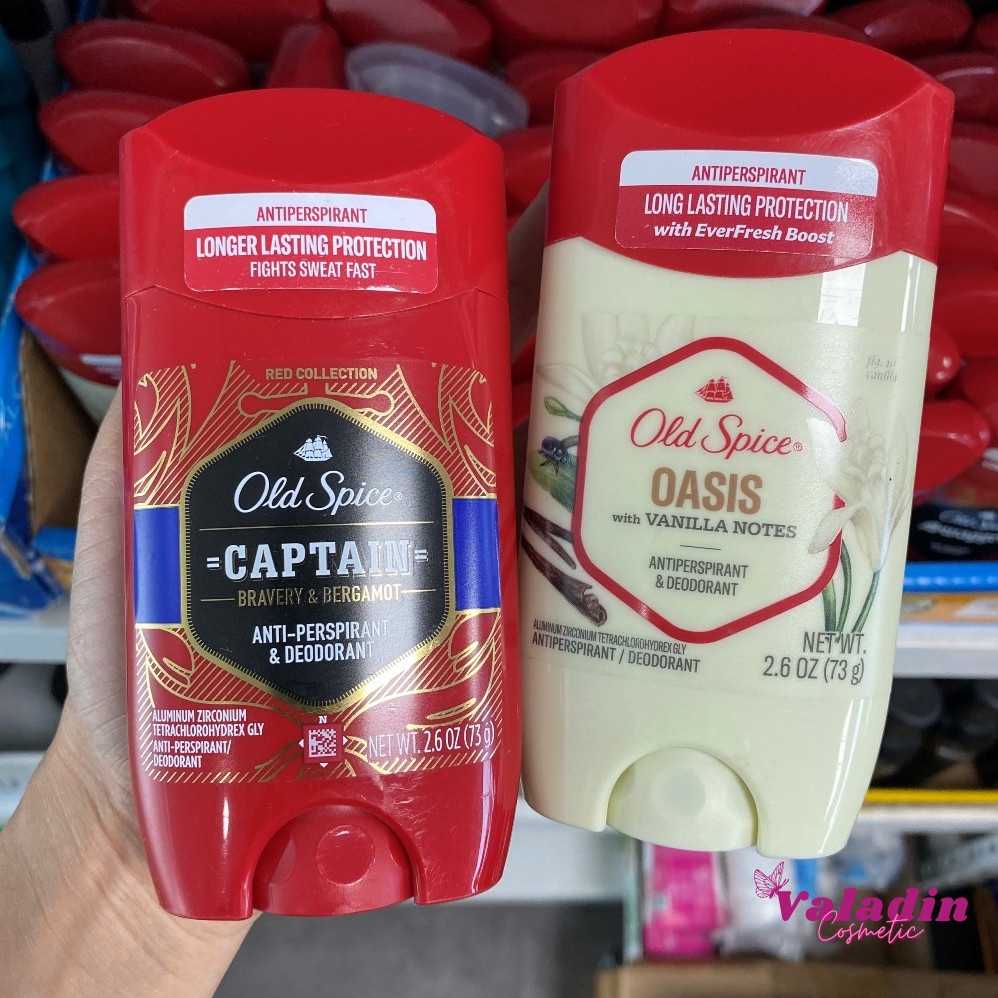 ANTIPERSPIRANT
LONGER LASTING PROTECTION
FIGHTS SWEAT FAST
RED COLLECTION
Old Spice®
CAPTAIN
BRAVERY & BERGAMOT
ANTI-PERSPIRANT
& DEODORANT
ALUMINUM ZIRCONIUM
TETRACHLOROHYDREX GLY
ANTI-PERSPIRANT/
DEODORANT
N
NET WT. 2.6 OZ (73 g)
ANTIPERSPIRANT
LONG LASTING PROTECTION
with EverFresh Boost
fig. 10
vanilla
Old Spice®
OASIS
with VANILLA NOTES
ANTIPERSPIRANT
& DEODORANT
ALUMINUM ZIRCONIUM TETRACHLOROHYDREX GLY
ANTIPERSPIRANT / DEODORANT
NET WT.
2.6 OZ (73 g)
Valadin
Cosmetic